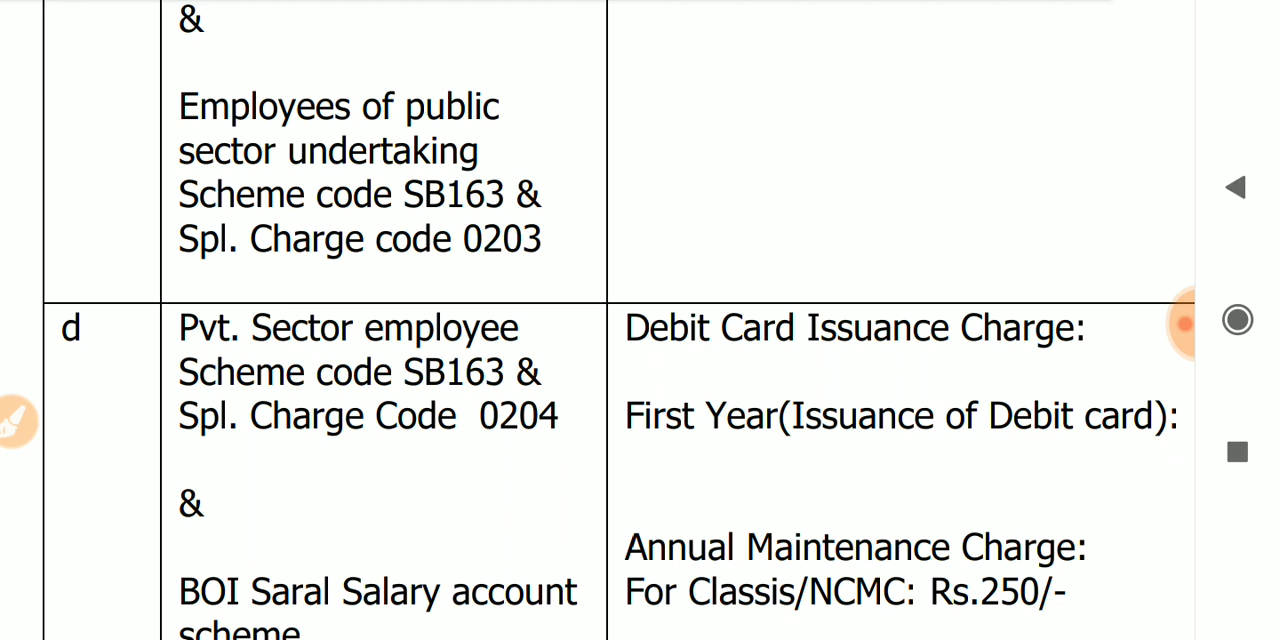 &
Employees of public
sector undertaking
Scheme code SB163 &
Spl. Charge code 0203
d
Pvt. Sector employee
Scheme code SB163 &
Spl. Charge Code 0204
&
BOI Saral Salary account
scheme
Debit Card Issuance Charge:
First Year(Issuance of Debit card):
Annual Maintenance Charge:
For Classis/NCMC: Rs.250/-